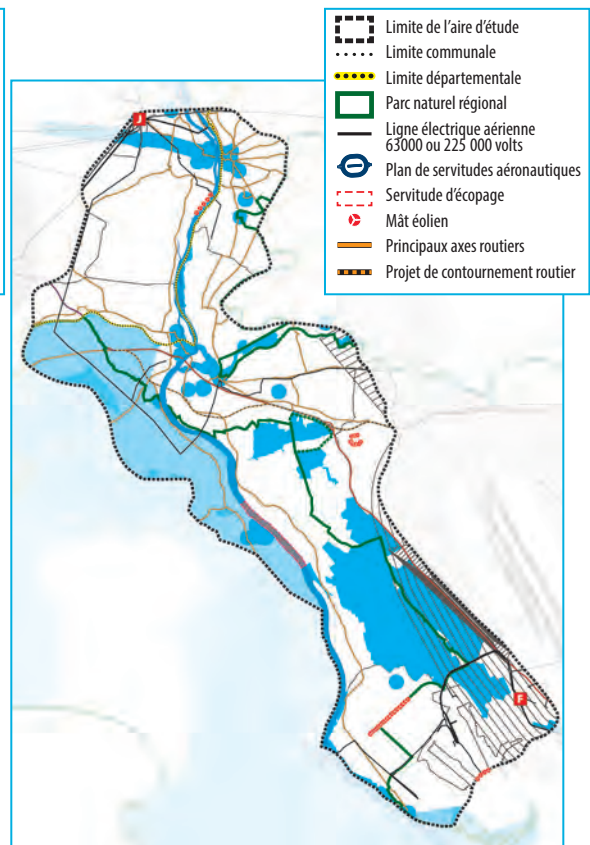 Limite de l'aire d'étude
Limite communale
Limite départementale
Parc naturel régional
Ligne électrique aérienne
63000 ou 225 000 volts
Plan de servitudes aéronautiques
Servitude d'écopage
Mât éolien
Principaux axes routiers
Projet de contournement routier
J
F